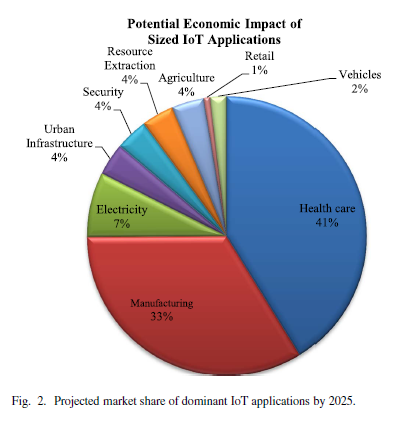 Potential Economic Impact of
Sized IoT Applications
Resource
Extraction
4%
Agriculture
4%
Retail
1%
Vehicles
2%
Security
4%
Urban
Infrastructure
4%
Electricity
7%
Health care
41%
Manufacturing
33%
Fig. 2. Projected market share of dominant IoT applications by 2025.